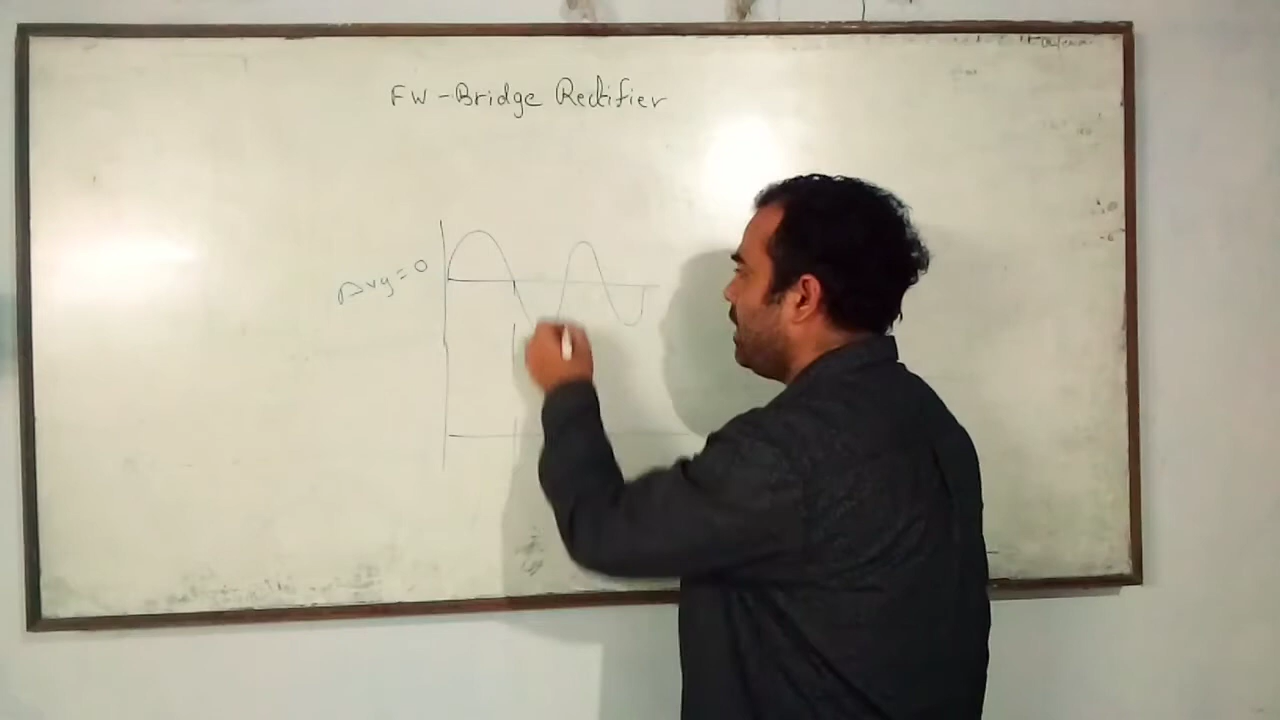 FW-Bridge Rectifier
Avg = 0